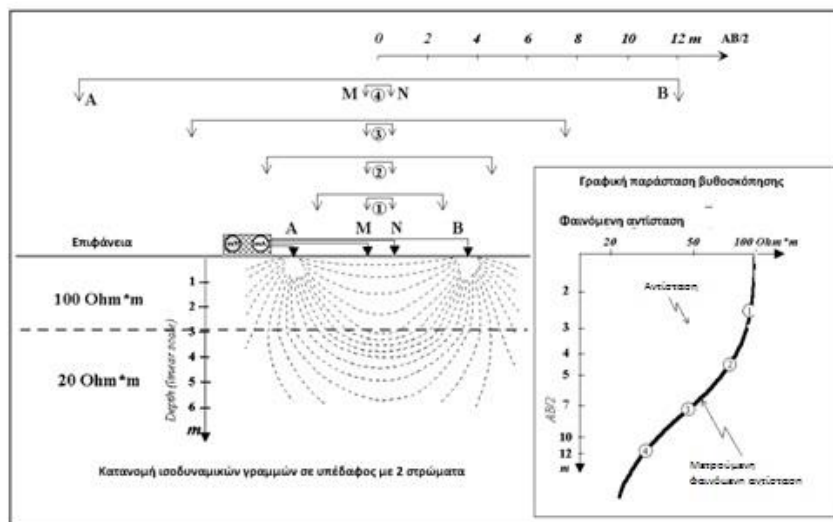 0 2 4 6 8 10 12 m AB/2
A M ④ N B
③
②
①
A M N B
Επιφάνεια
100 Ohm*m
20 Ohm*m
1
2
3
4
5
6
m
Depth (linear scale)
Κατανομή ισοδυναμικών γραμμών σε υπέδαφος με 2 στρώματα
Γραφική παράσταση βυθοσκόπησης
Φαινόμενη αντίσταση
20 50 100 Ohm*m
Αντίσταση
2
3
4
5
7
10
12
m
AB/2
①
②
③
④
Μετρούμενη
Φαινόμενη αντίσταση